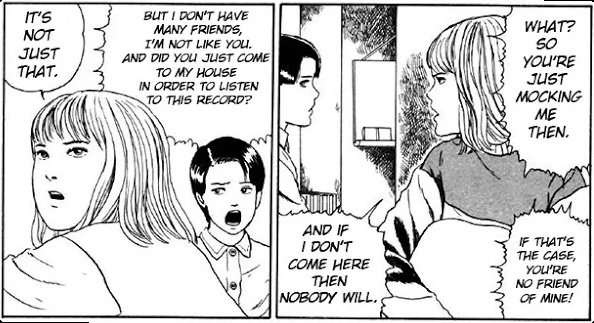 IT'S
NOT
JUST
THAT.
BUT I DON'T HAVE
MANY FRIENDS,
I'M NOT LIKE YOU.
AND DID YOU JUST COME
TO MY HOUSE
IN ORDER TO LISTEN
TO THIS RECORD?
AND IF
I DON'T
COME HERE
THEN
NOBODY WILL.
WHAT?
SO
YOU'RE
JUST
MOCKING
ME
THEN.
IF THAT'S
THE CASE,
YOU'RE
NO FRIEND
OF MINE!